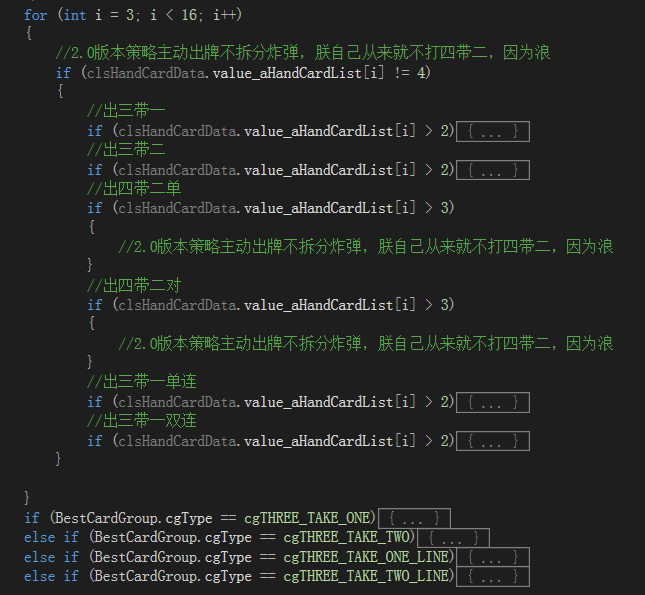 for (int i = 3; i < 16; i++)
{
//2.0版本策略主动出牌不拆分炸弹，朕自己从来就不打四带二，因为浪
if (clsHandCardData.value_aHandCardList[i] != 4)
{
//出三带一
if (clsHandCardData.value_aHandCardList[i] > 2){ ... }
//出三带二
if (clsHandCardData.value_aHandCardList[i] > 2){ ... }
//出四带二单
if (clsHandCardData.value_aHandCardList[i] > 3)
{
//2.0版本策略主动出牌不拆分炸弹，朕自己从来就不打四带二，因为浪
}
//出四带二对
if (clsHandCardData.value_aHandCardList[i] > 3)
{
//2.0版本策略主动出牌不拆分炸弹，朕自己从来就不打四带二，因为浪
}
//出三带一单连
if (clsHandCardData.value_aHandCardList[i] > 2){ ... }
//出三带一双连
if (clsHandCardData.value_aHandCardList[i] > 2){ ... }
}
}
if (BestCardGroup.cgType == cgTHREE_TAKE_ONE){ ... }
else if (BestCardGroup.cgType == cgTHREE_TAKE_TWO){ ... }
else if (BestCardGroup.cgType == cgTHREE_TAKE_ONE_LINE){ ... }
else if (BestCardGroup.cgType == cgTHREE_TAKE_TWO_LINE){ ... }